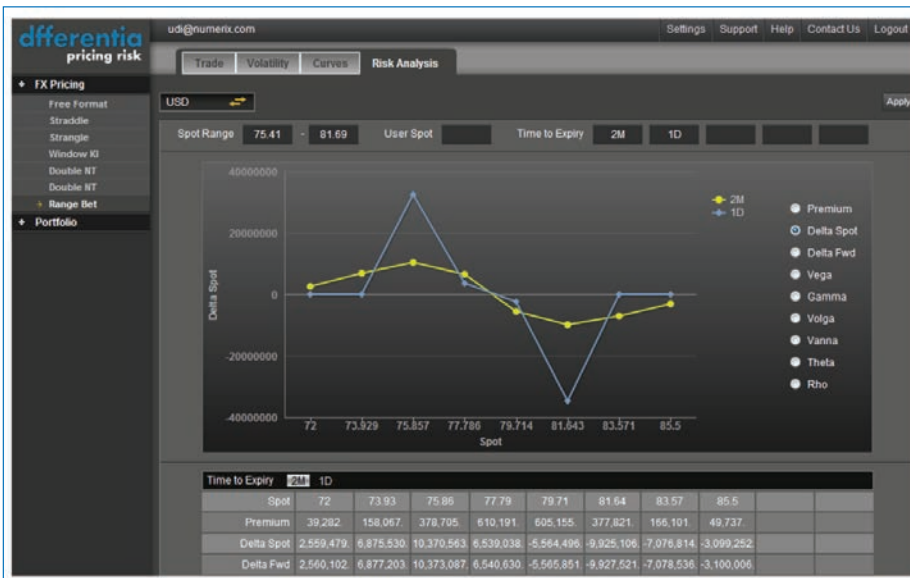 dfferentia
pricing risk
udi@numerix.com Settings Support Help Contact Us Logout
Trade Volatility Curves Risk Analysis
+ FX Pricing
Free Format
Straddle
Strangle
Window KI
Double NT
Double NT
Range Bet
+ Portfolio
USD Apply
Spot Range 75.41 - 81.69 User Spot Time to Expiry 2M 1D
40000000
20000000
0
-20000000
-40000000
Delta Spot
72 73.929 75.857 77.786 79.714 81.643 83.571 85.5
Spot
2M
1D
Premium
Delta Spot
Delta Fwd
Vega
Gamma
Volga
Vanna
Theta
Rho
Time to Expiry 2M 1D
Spot 72 73.93 75.86 77.79 79.71 81.64 83.57 85.5
Premium 39,282. 158,067. 378,705. 610,191. 605,155. 377,821. 166,101. 49,737.
Delta Spot 2,559,479. 6,875,530. 10,370,563. 6,539,038. -5,564,496. -9,925,106. -7,076,814. -3,099,252.
Delta Fwd 2,560,102. 6,877,203. 10,373,087. 6,540,630. -5,565,851. -9,927,521. -7,078,536. -3,100,006.